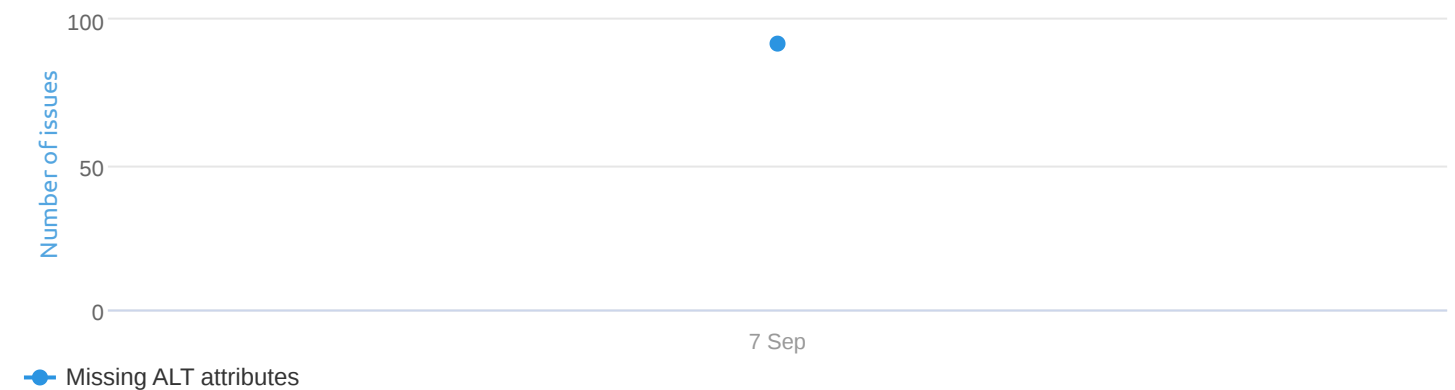 100
Number of issues
50
0
7 Sep
Missing ALT attributes